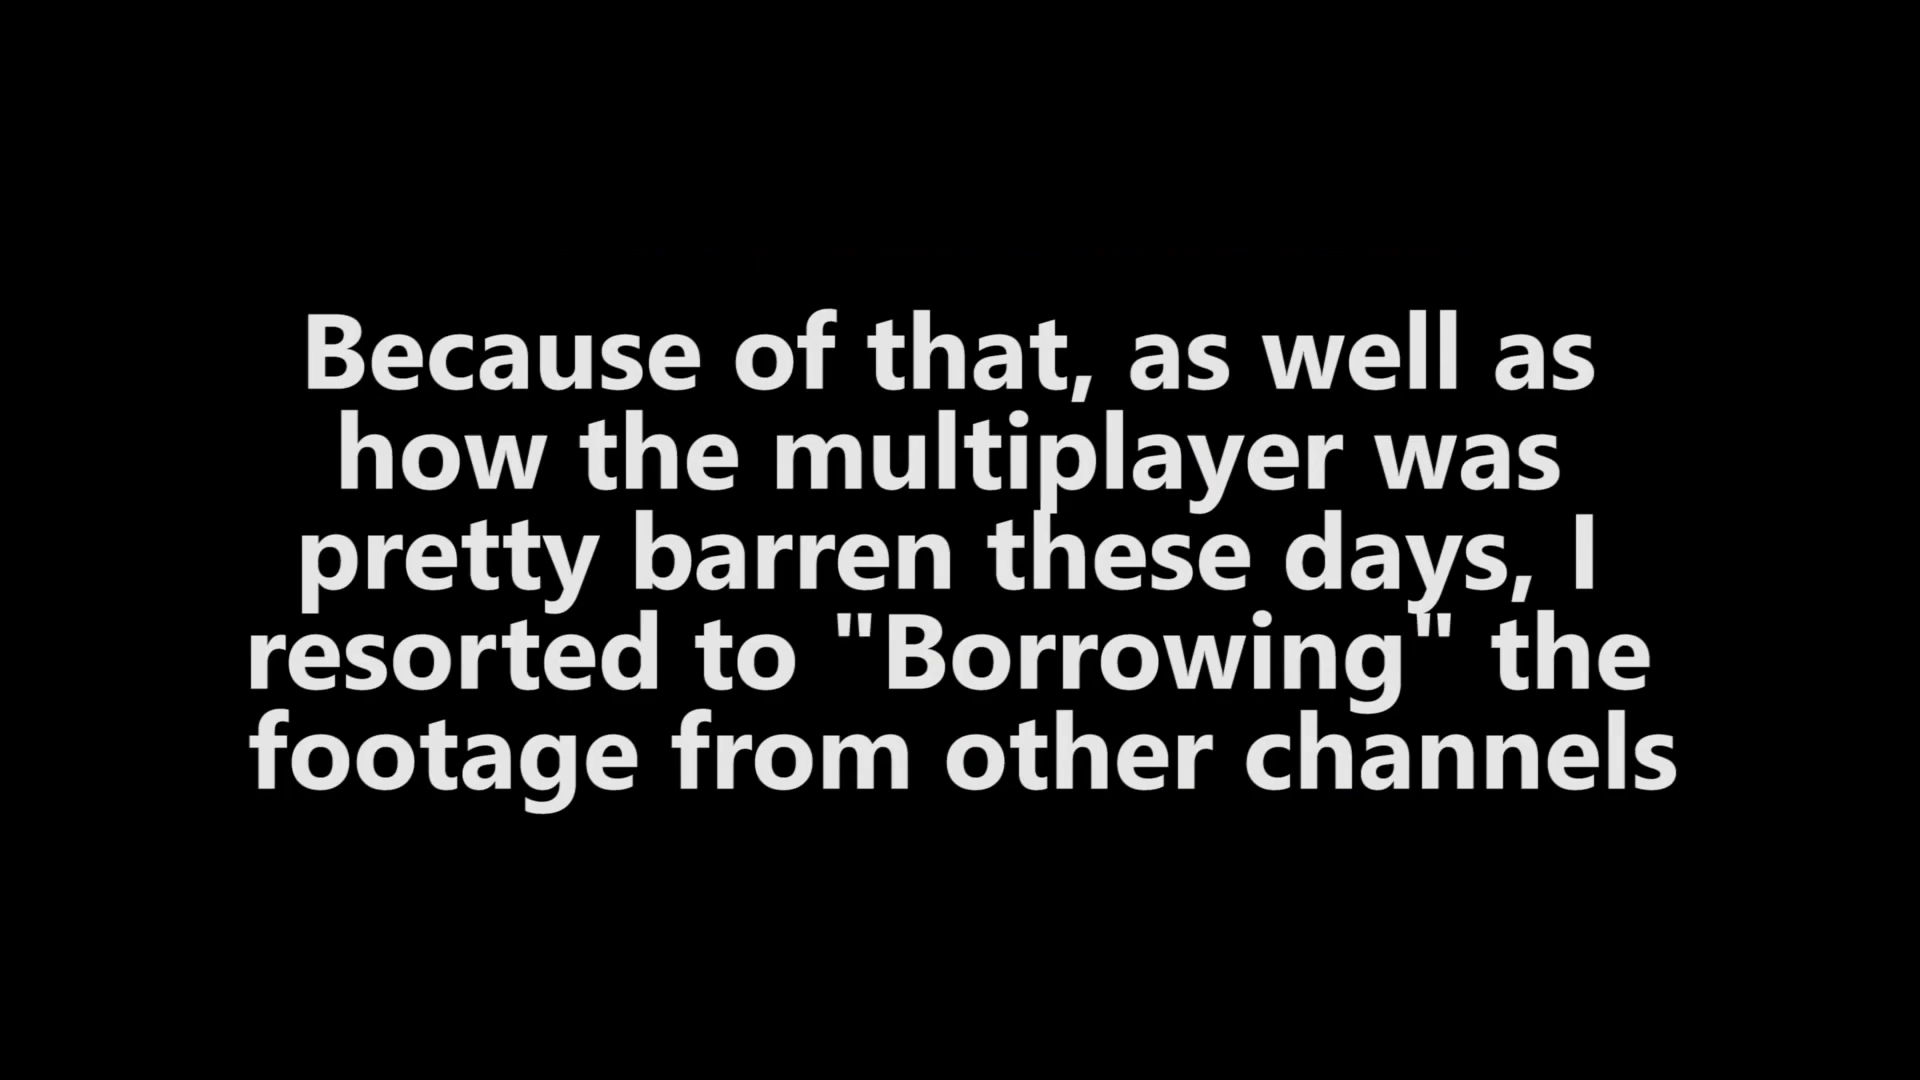 Because of that, as well as
how the multiplayer was
pretty barren these days, I
resorted to "Borrowing" the
footage from other channels